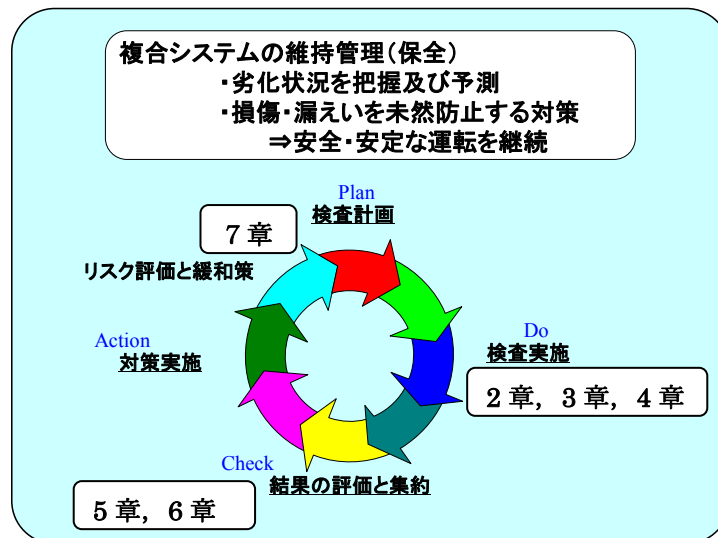 複合システムの維持管理(保全)
・劣化状況を把握及び予測
・損傷・漏えいを未然防止する対策
⇒安全・安定な運転を継続
Plan
検査計画
7章
リスク評価と緩和策
Do
検査実施
2章, 3章, 4章
Action
対策実施
Check
結果の評価と集約
5章, 6章